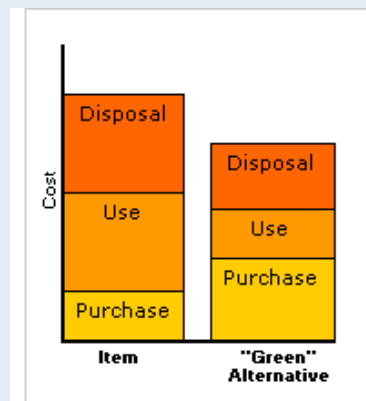 Disposal
Use
Purchase
Disposal
Use
Purchase
Cost
Item
"Green"
Alternative